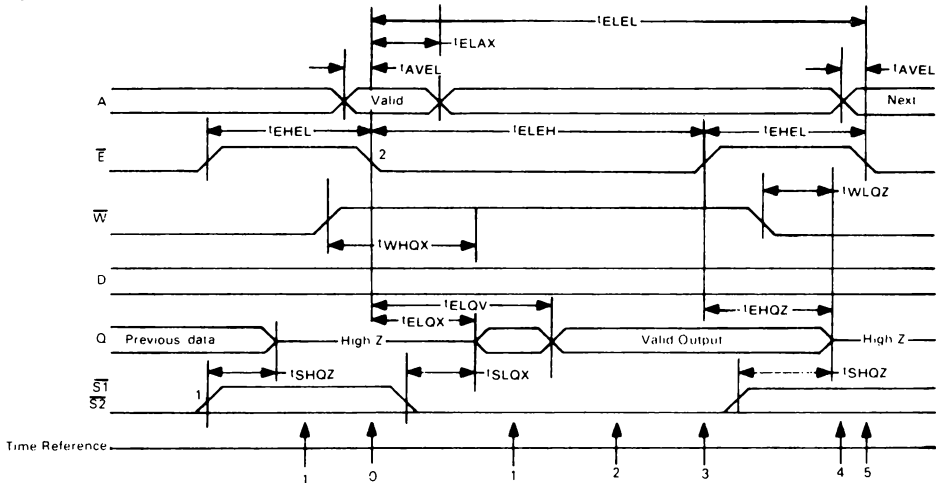 tELEL
tELAX
tAVEL tAVEL
A Valid Next
tEHEL tELEH tEHEL
E 2
tWLQZ
W
tWHQX
D
tELQV
tELQX tEHQZ
Q Previous data High Z Valid Output High Z
tSHQZ tSLQX tSHQZ
S1 1
S2
Time Reference
1 0 1 2 3 4 5